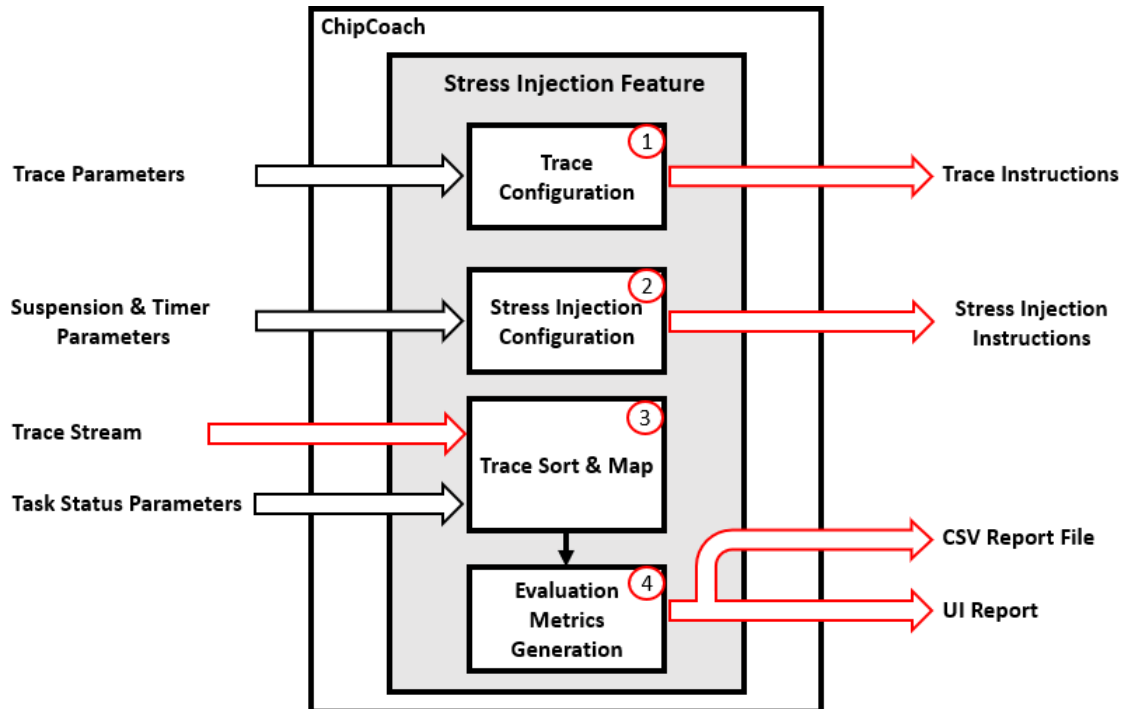 ChipCoach
Stress Injection Feature
1
Trace Parameters
Trace
Configuration
Trace Instructions
2
Suspension & Timer
Parameters
Stress Injection
Configuration
Stress Injection
Instructions
3
Trace Stream
Trace Sort & Map
Task Status Parameters
CSV Report File
4
Evaluation
Metrics
Generation
UI Report